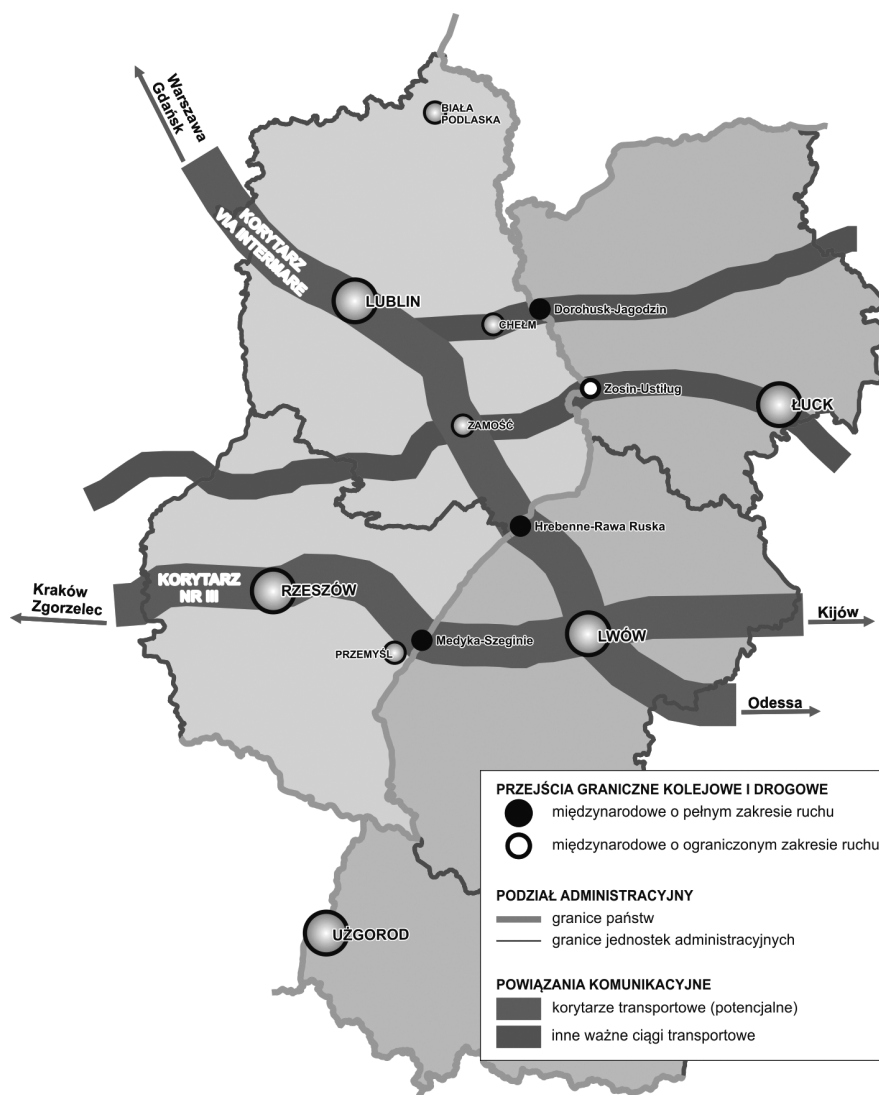 Warszawa
Gdańsk
BIAŁA
PODLASKA
KORYTARZ
VIA INTERMARE
LUBLIN
CHEŁM
Dorohusk-Jagodzin
Zosin-Ustiług
ŁUCK
ZAMOŚĆ
Hrebenne-Rawa Ruska
Kraków
Zgorzelec
KORYTARZ
NR III
RZESZÓW
PRZEMYŚL
Medyka-Szeginie
LWÓW
Kijów
Odessa
UŻGOROD
PRZEJŚCIA GRANICZNE KOLEJOWE I DROGOWE
międzynarodowe o pełnym zakresie ruchu
międzynarodowe o ograniczonym zakresie ruchu
PODZIAŁ ADMINISTRACYJNY
granice państw
granice jednostek administracyjnych
POWIĄZANIA KOMUNIKACYJNE
korytarze transportowe (potencjalne)
inne ważne ciągi transportowe